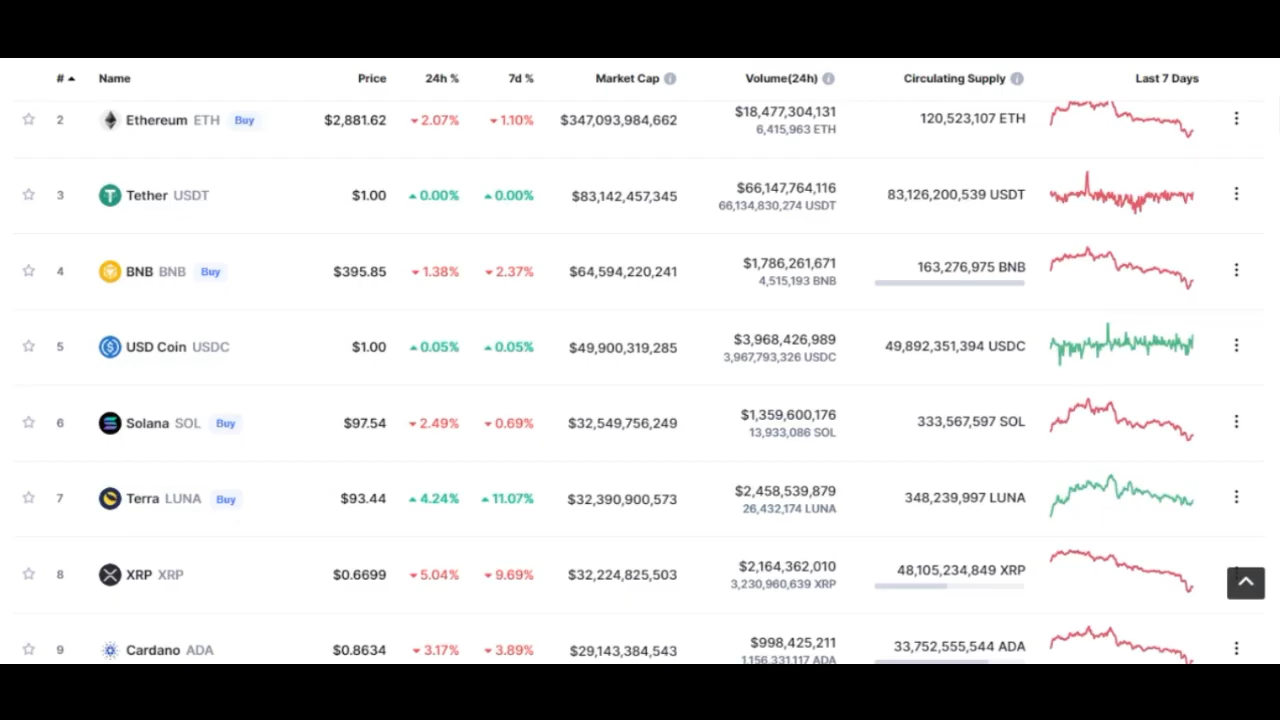 # Name Price 24h % 7d % Market Cap Volume(24h) Circulating Supply Last 7 Days
2 Ethereum ETH Buy $2,881.62 2.07% 1.10% $347,093,984,662 $18,477,304,131 120,523,107 ETH
6,415,963 ETH
3 Tether USDT $1.00 0.00% 0.00% $83,142,457,345 $66,147,764,116 83,126,200,539 USDT
66,134,830,274 USDT
4 BNB BNB Buy $395.85 1.38% 2.37% $64,594,220,241 $1,786,261,671 163,276,975 BNB
4,515,193 BNB
5 USD Coin USDC $1.00 0.05% 0.05% $49,900,319,285 $3,968,426,989 49,892,351,394 USDC
3,967,793,326 USDC
6 Solana SOL Buy $97.54 2.49% 0.69% $32,549,756,249 $1,359,600,176 333,567,597 SOL
13,933,086 SOL
7 Terra LUNA Buy $93.44 4.24% 11.07% $32,390,900,573 $2,458,539,879 348,239,997 LUNA
26,432,174 LUNA
8 XRP XRP $0.6699 5.04% 9.69% $32,224,825,503 $2,164,362,010 48,105,234,849 XRP
3,230,960,639 XRP
9 Cardano ADA $0.8634 3.17% 3.89% $29,143,384,543 $998,425,211 33,752,555,544 ADA
1,156,331,117 ADA